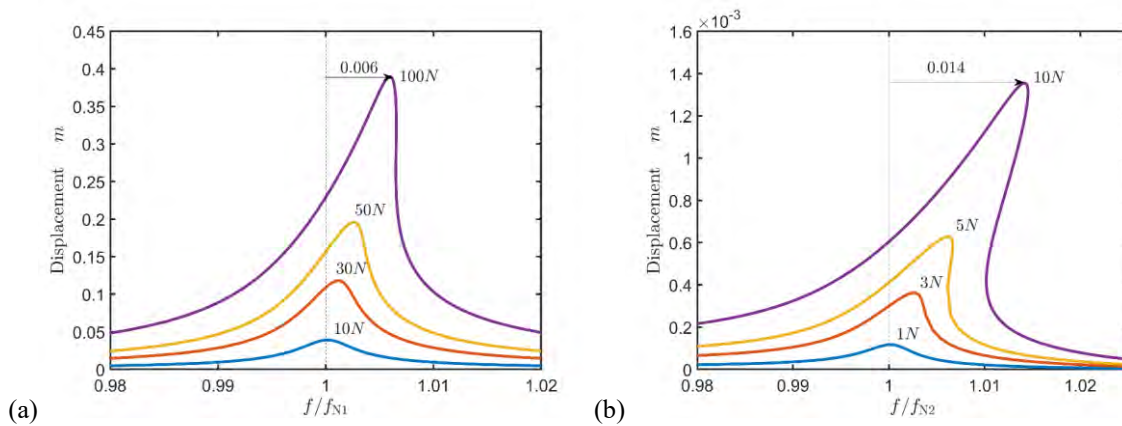 0.45
0.4
0.35
0.3
0.25
0.2
0.15
0.1
0.05
0
Displacement m
0.006
100N
50N
30N
10N
0.98
0.99
1
1.01
1.02
f/f_N1
(a)
×10⁻³
1.6
1.4
1.2
1
0.8
0.6
0.4
0.2
0
Displacement m
0.014
10N
5N
3N
1N
0.98
0.99
1
1.01
1.02
f/f_N2
(b)